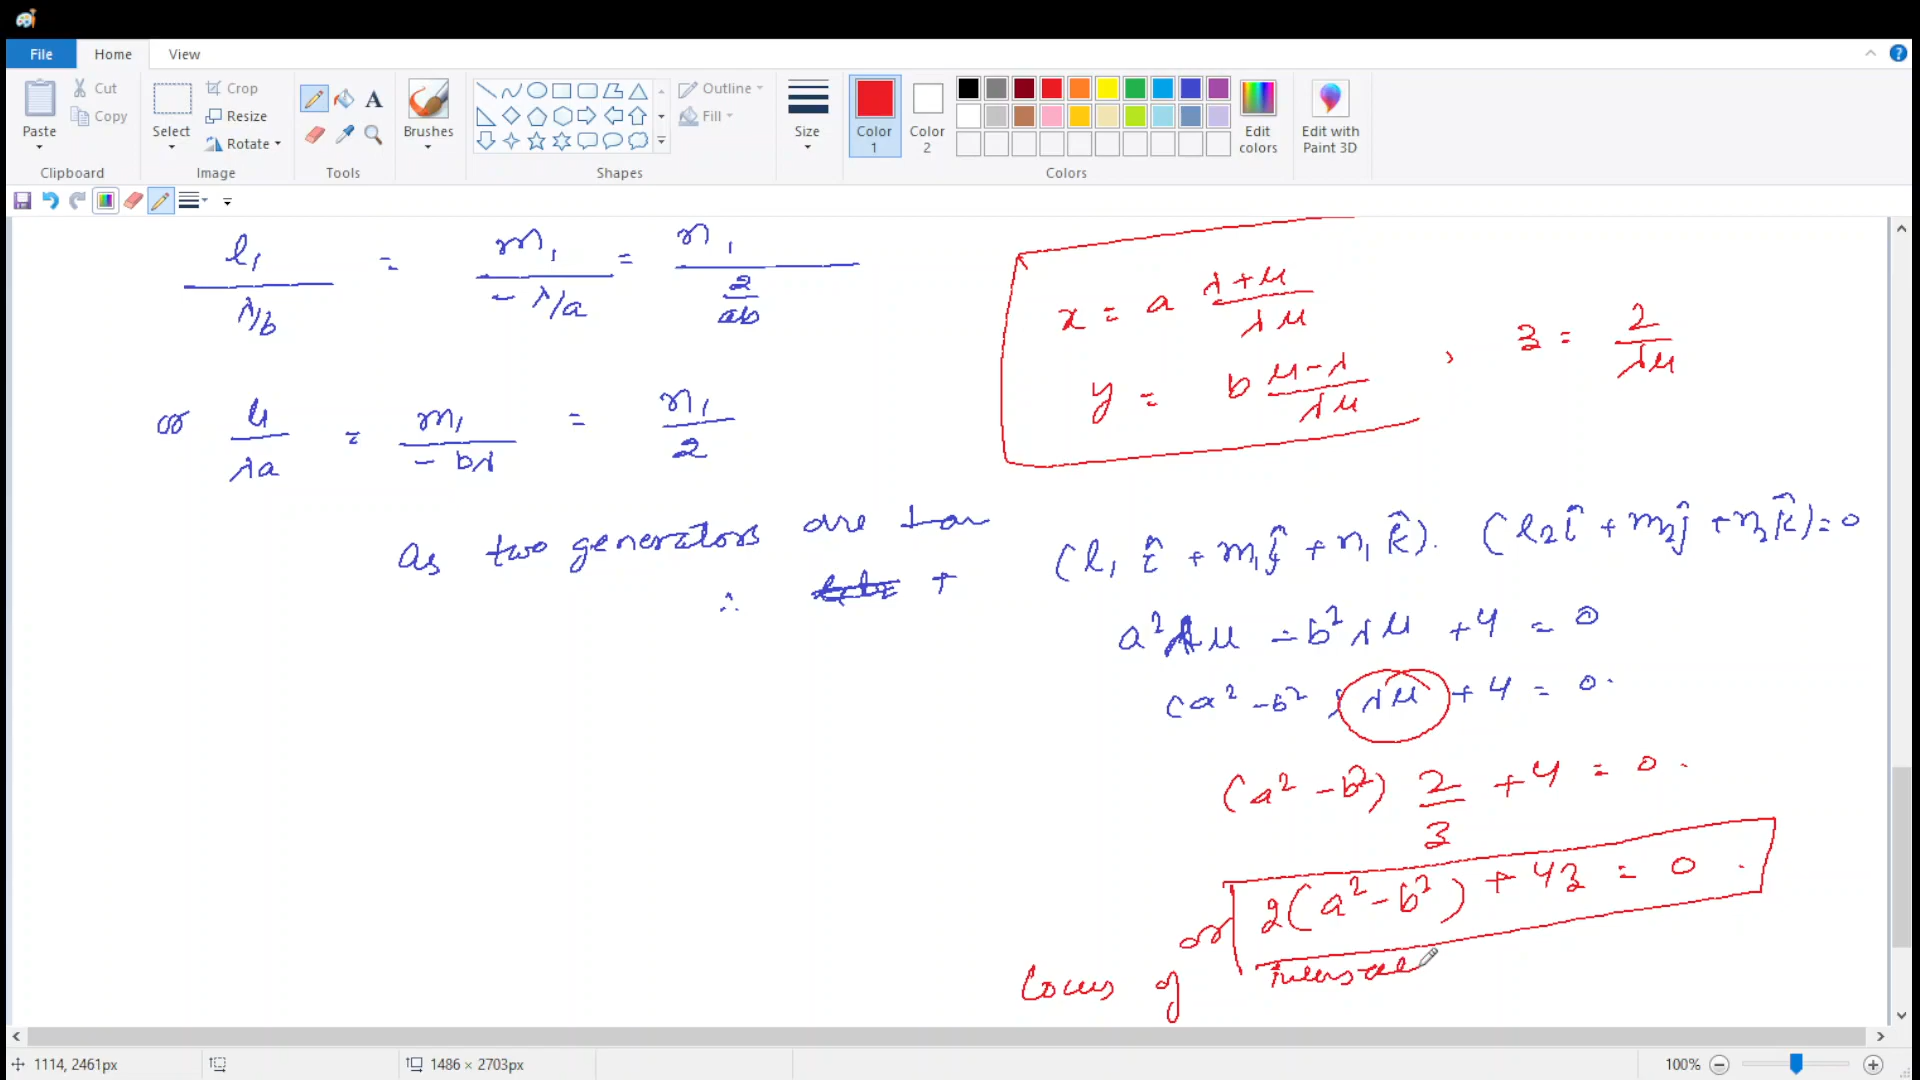 File Home View
Paste
Cut
Copy
Clipboard
Select
Crop
Resize
Rotate
Image
Tools
Brushes
Shapes
Outline
Fill
Size
Color 1
Color 2
Edit colors
Colors
Edit with Paint 3D
l₁/(λ/b) = m₁/(-λ/a) = n₁/(2/ab)
or l₁/(λa) = m₁/(-bλ) = n₁/2
x = a (λ+μ)/(λμ)
y = b (μ-λ)/(λμ) , z = 2/(λμ)
As two generators are
∴
(l₁ î + m₁ ĵ + n₁ k̂). (l₂ î + m₂ ĵ + n₂ k̂) = 0
a² λμ - b² λμ + 4 = 0
(a² - b²) λμ + 4 = 0.
(a² - b²) 2/z + 4 = 0.
or 2(a² - b²) + 4z = 0.
Locus of
1114, 2461px
1486 × 2703px
100%